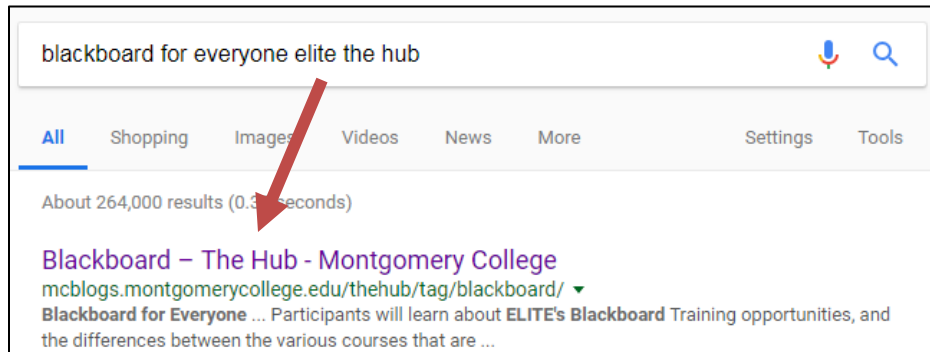 blackboard for everyone elite the hub
All Shopping Images Videos News More Settings Tools
About 264,000 results (0.3 seconds)
Blackboard – The Hub - Montgomery College
mcblogs.montgomerycollege.edu/thehub/tag/blackboard/
Blackboard for Everyone ... Participants will learn about ELITE's Blackboard Training opportunities, and
the differences between the various courses that are ...